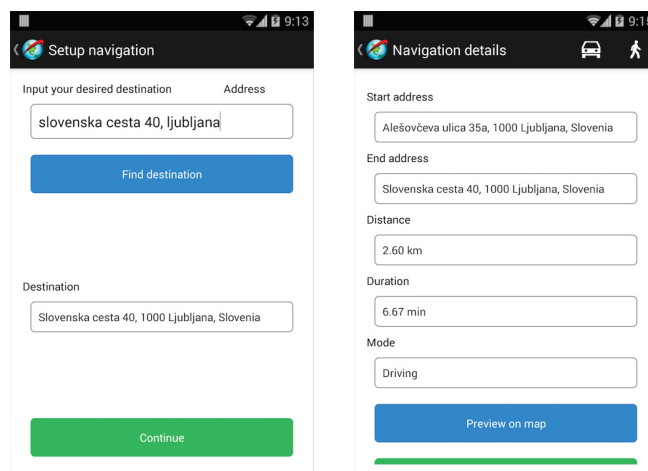 9:13
Setup navigation
Input your desired destination Address
slovenska cesta 40, ljubljana
Find destination
Destination
Slovenska cesta 40, 1000 Ljubljana, Slovenia
Continue
9:15
Navigation details
Start address
Alešovčeva ulica 35a, 1000 Ljubljana, Slovenia
End address
Slovenska cesta 40, 1000 Ljubljana, Slovenia
Distance
2.60 km
Duration
6.67 min
Mode
Driving
Preview on map